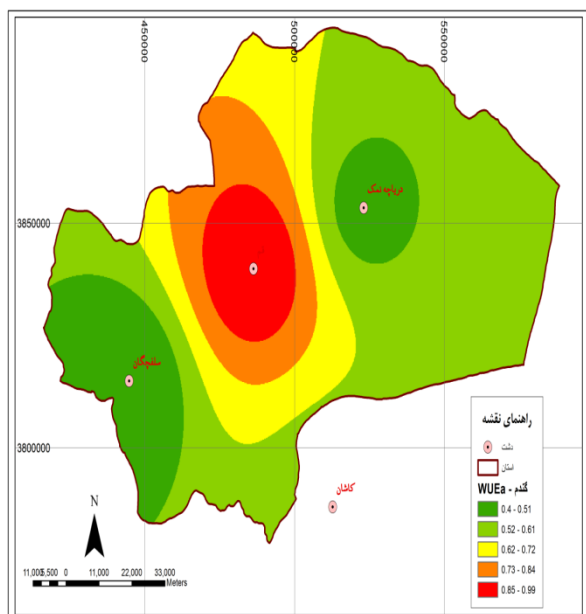 450000
500000
550000
3850000
3800000
دریاچه نمک
سلفچگان
کاشان
راهنمای نقشه
دشت
استان
WUEa - گندم
0.4 - 0.51
0.52 - 0.61
0.62 - 0.72
0.73 - 0.84
0.85 - 0.99
N
11,000 5,500 0 11,000 22,000 33,000
Meters